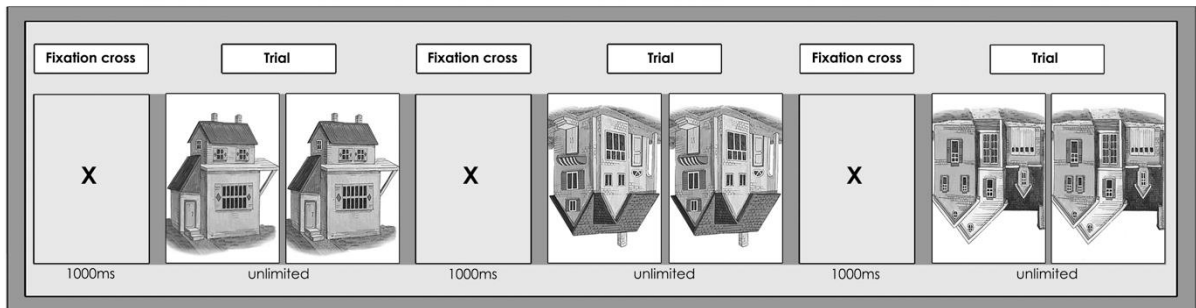 Fixation cross
Trial
Fixation cross
Trial
Fixation cross
Trial
X
X
X
1000ms
unlimited
1000ms
unlimited
1000ms
unlimited